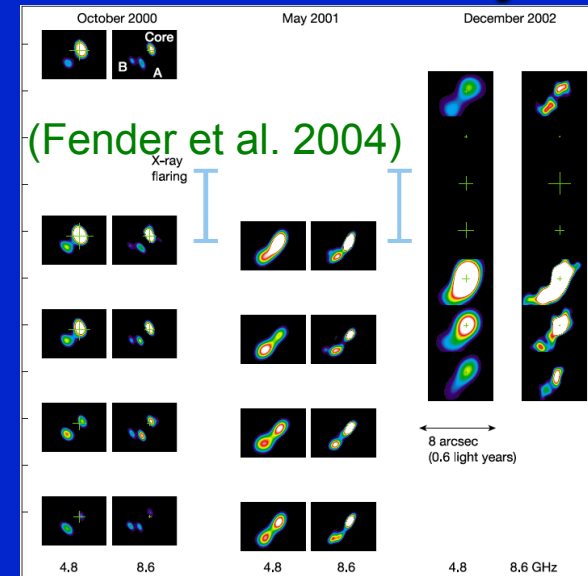 October 2000
May 2001
December 2002
Core
B
A
(Fender et al. 2004)
X-ray
flaring
8 arcsec
(0.6 light years)
4.8
8.6
4.8
8.6
4.8
8.6 GHz